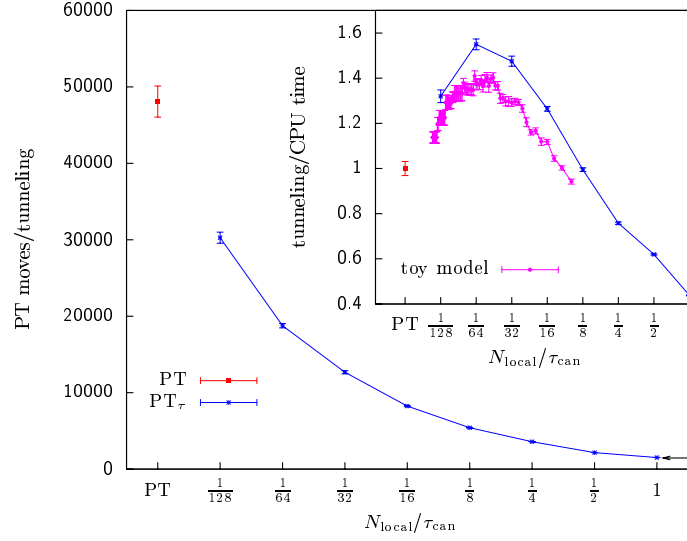 60000
50000
40000
30000
20000
10000
0
PT moves/tunneling
PT 1/128 1/64 1/32 1/16 1/8 1/4 1/2 1
N_local/τ_can
PT
PT_τ
1.6
1.4
1.2
1
0.8
0.6
0.4
tunneling/CPU time
toy model
PT 1/128 1/64 1/32 1/16 1/8 1/4 1/2
N_local/τ_can